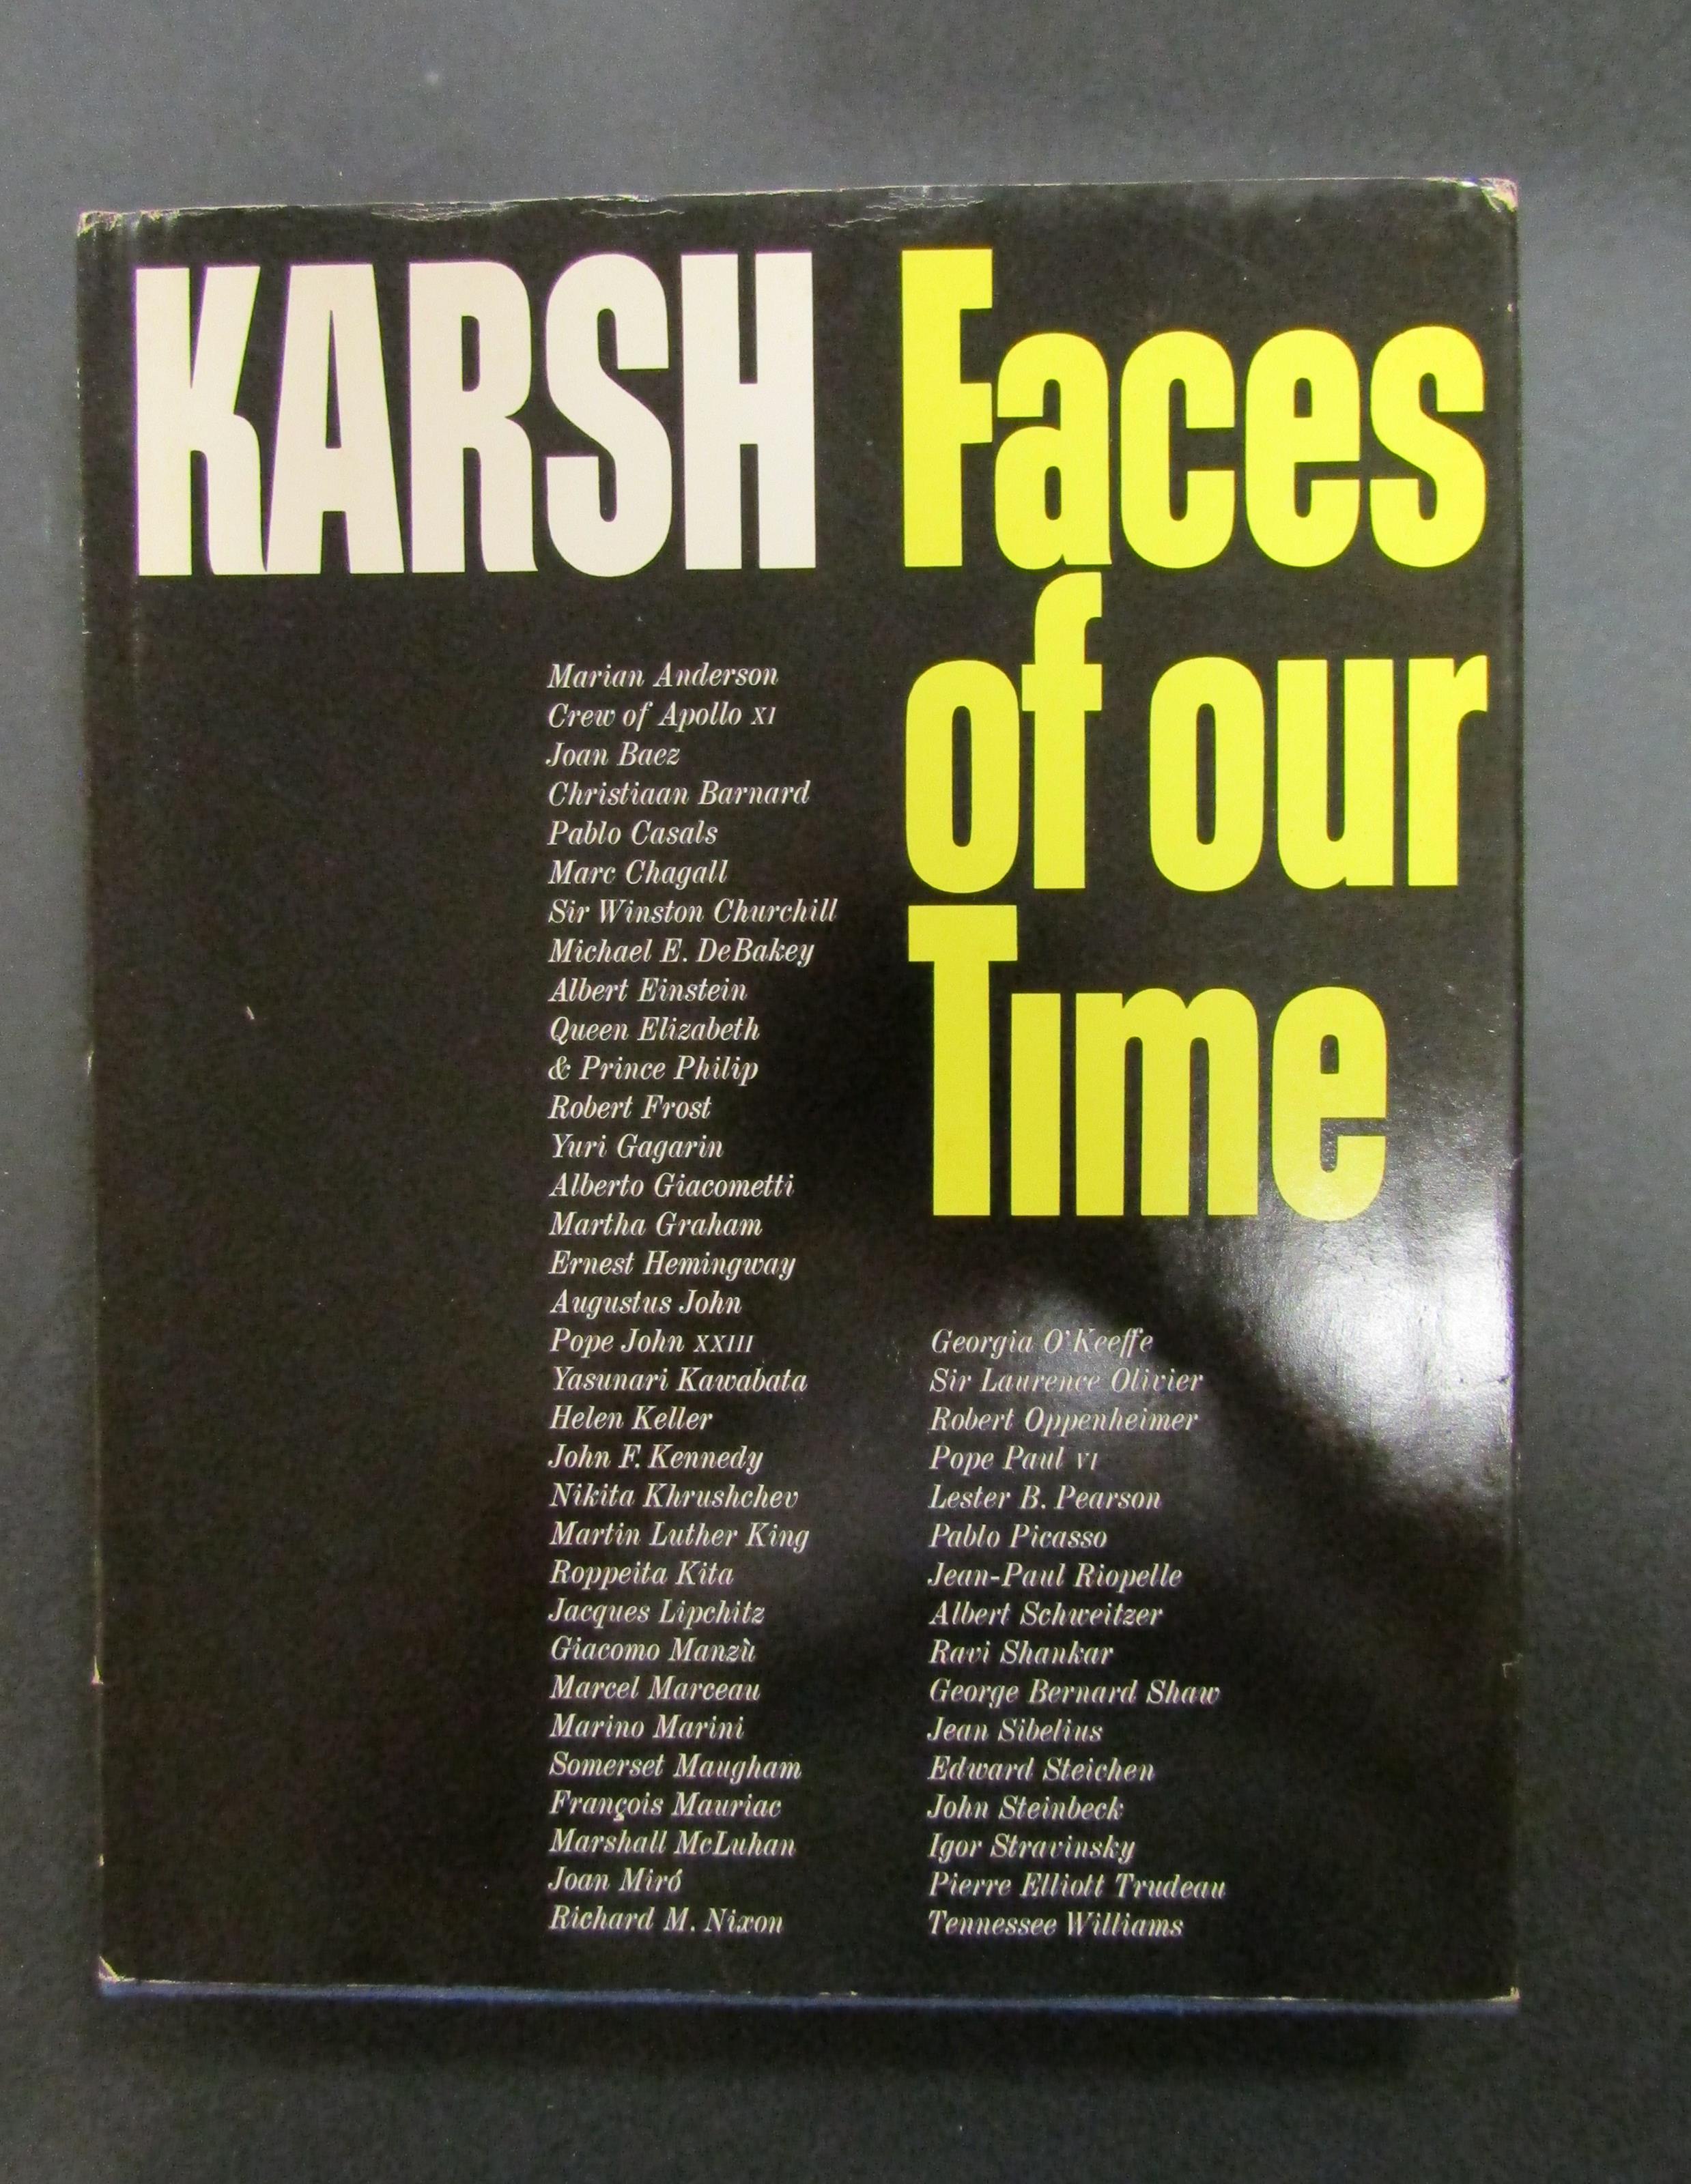 KARSH
Faces
of our
Time
Marian Anderson
Crew of Apollo XI
Joan Baez
Christiaan Barnard
Pablo Casals
Marc Chagall
Sir Winston Churchill
Michael E. DeBakey
Albert Einstein
Queen Elizabeth
& Prince Philip
Robert Frost
Yuri Gagarin
Alberto Giacometti
Martha Graham
Ernest Hemingway
Augustus John
Pope John XXIII
Yasunari Kawabata
Helen Keller
John F. Kennedy
Nikita Khrushchev
Martin Luther King
Roppeita Kita
Jacques Lipchitz
Giacomo Manzù
Marcel Marceau
Marino Marini
Somerset Maugham
François Mauriac
Marshall McLuhan
Joan Miró
Richard M. Nixon
Georgia O'Keeffe
Sir Laurence Olivier
Robert Oppenheimer
Pope Paul VI
Lester B. Pearson
Pablo Picasso
Jean-Paul Riopelle
Albert Schweitzer
Ravi Shankar
George Bernard Shaw
Jean Sibelius
Edward Steichen
John Steinbeck
Igor Stravinsky
Pierre Elliott Trudeau
Tennessee Williams